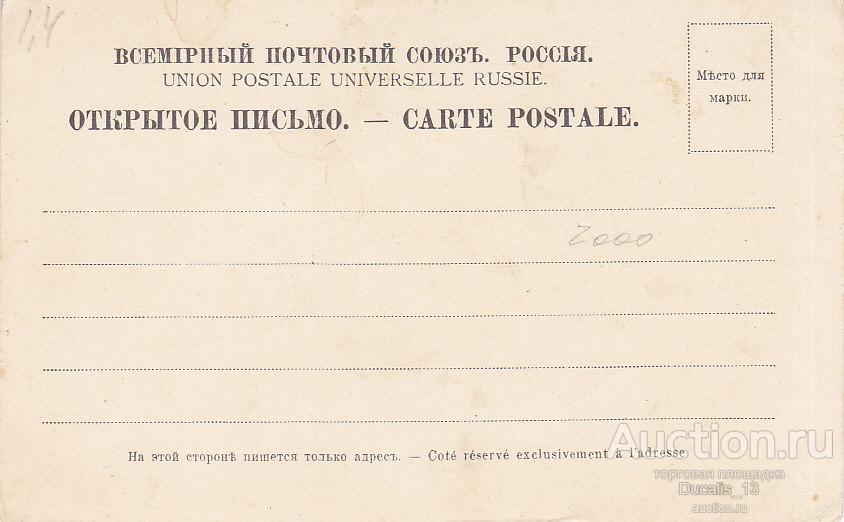 1,4
ВСЕМІРНЫЙ ПОЧТОВЫЙ СОЮЗЪ. РОССІЯ.
UNION POSTALE UNIVERSELLE RUSSIE.
ОТКРЫТОЕ ПИСЬМО. — CARTE POSTALE.
Мѣсто для
марки.
2000
На этой сторонѣ пишется только адресъ. — Coté réservé exclusivement à l'adresse
Auction.ru
торговая площадка
Ducalis_13
auction.ru